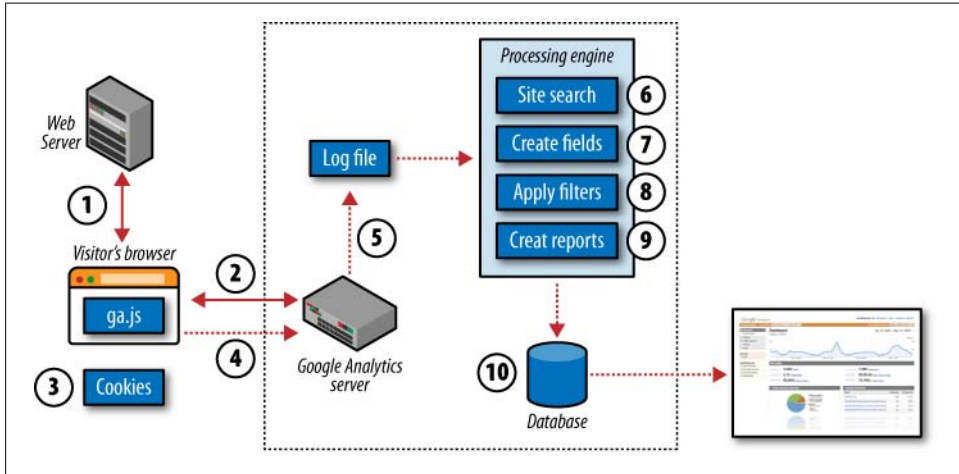 Processing engine
Site search
6
Web
Server
Create fields
7
Log file
Apply filters
8
1
5
Creat reports
9
Visitor's browser
2
ga.js
4
Google Analytics
server
3
Cookies
10
Database
Dashboard